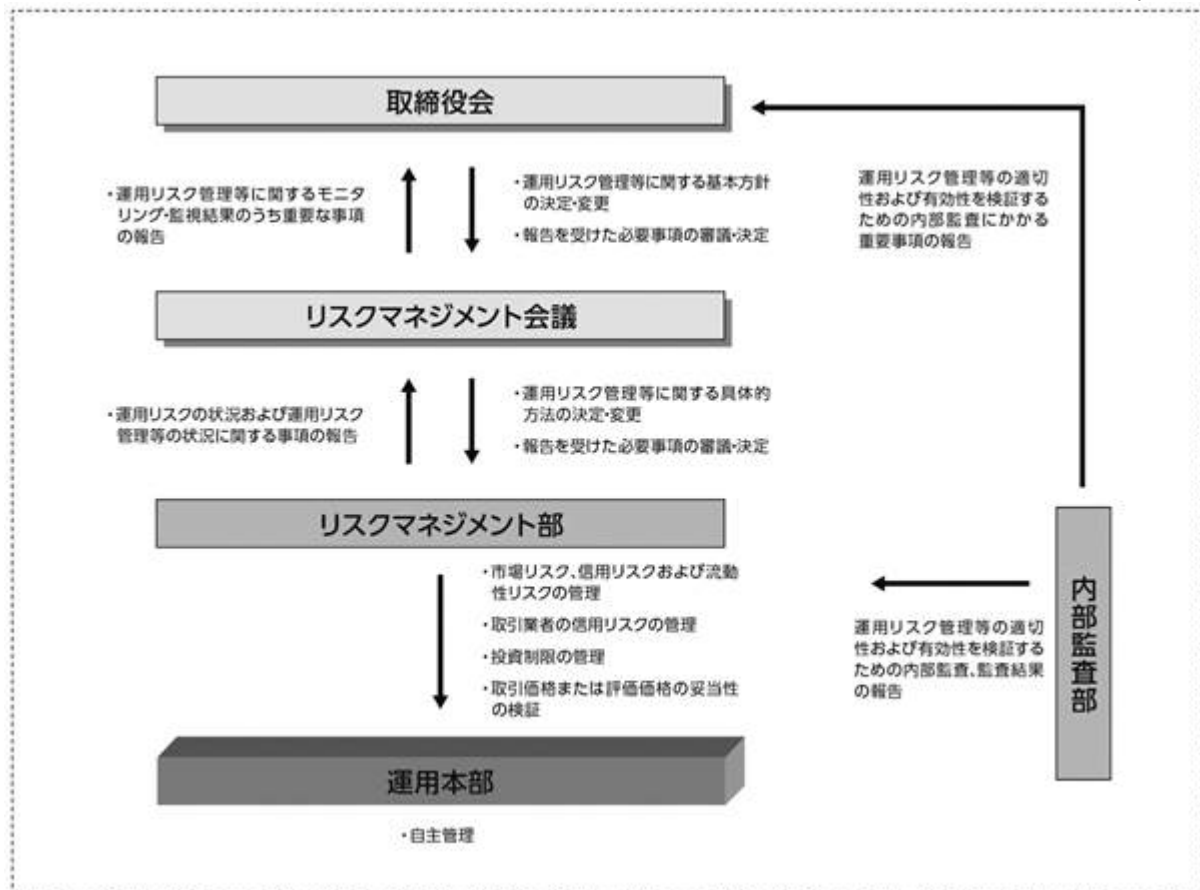 取締役会
・運用リスク管理等に関するモニタ
リング・監視結果のうち重要な事項
の報告
・運用リスク管理等に関する基本方針
の決定・変更
・報告を受けた必要事項の審議・決定
運用リスク管理等の適切
性および有効性を検証す
るための内部監査にかかる
重要事項の報告
リスクマネジメント会議
・運用リスクの状況および運用リスク
管理等の状況に関する事項の報告
・運用リスク管理等に関する具体的
方法の決定・変更
・報告を受けた必要事項の審議・決定
リスクマネジメント部
・市場リスク、信用リスクおよび流動
性リスクの管理
・取引業者の信用リスクの管理
・投資制限の管理
・取引価格または評価価格の妥当性
の検証
運用リスク管理等の適切
性および有効性を検証する
ための内部監査、監査結果
の報告
内部監査部
運用本部
・自主管理